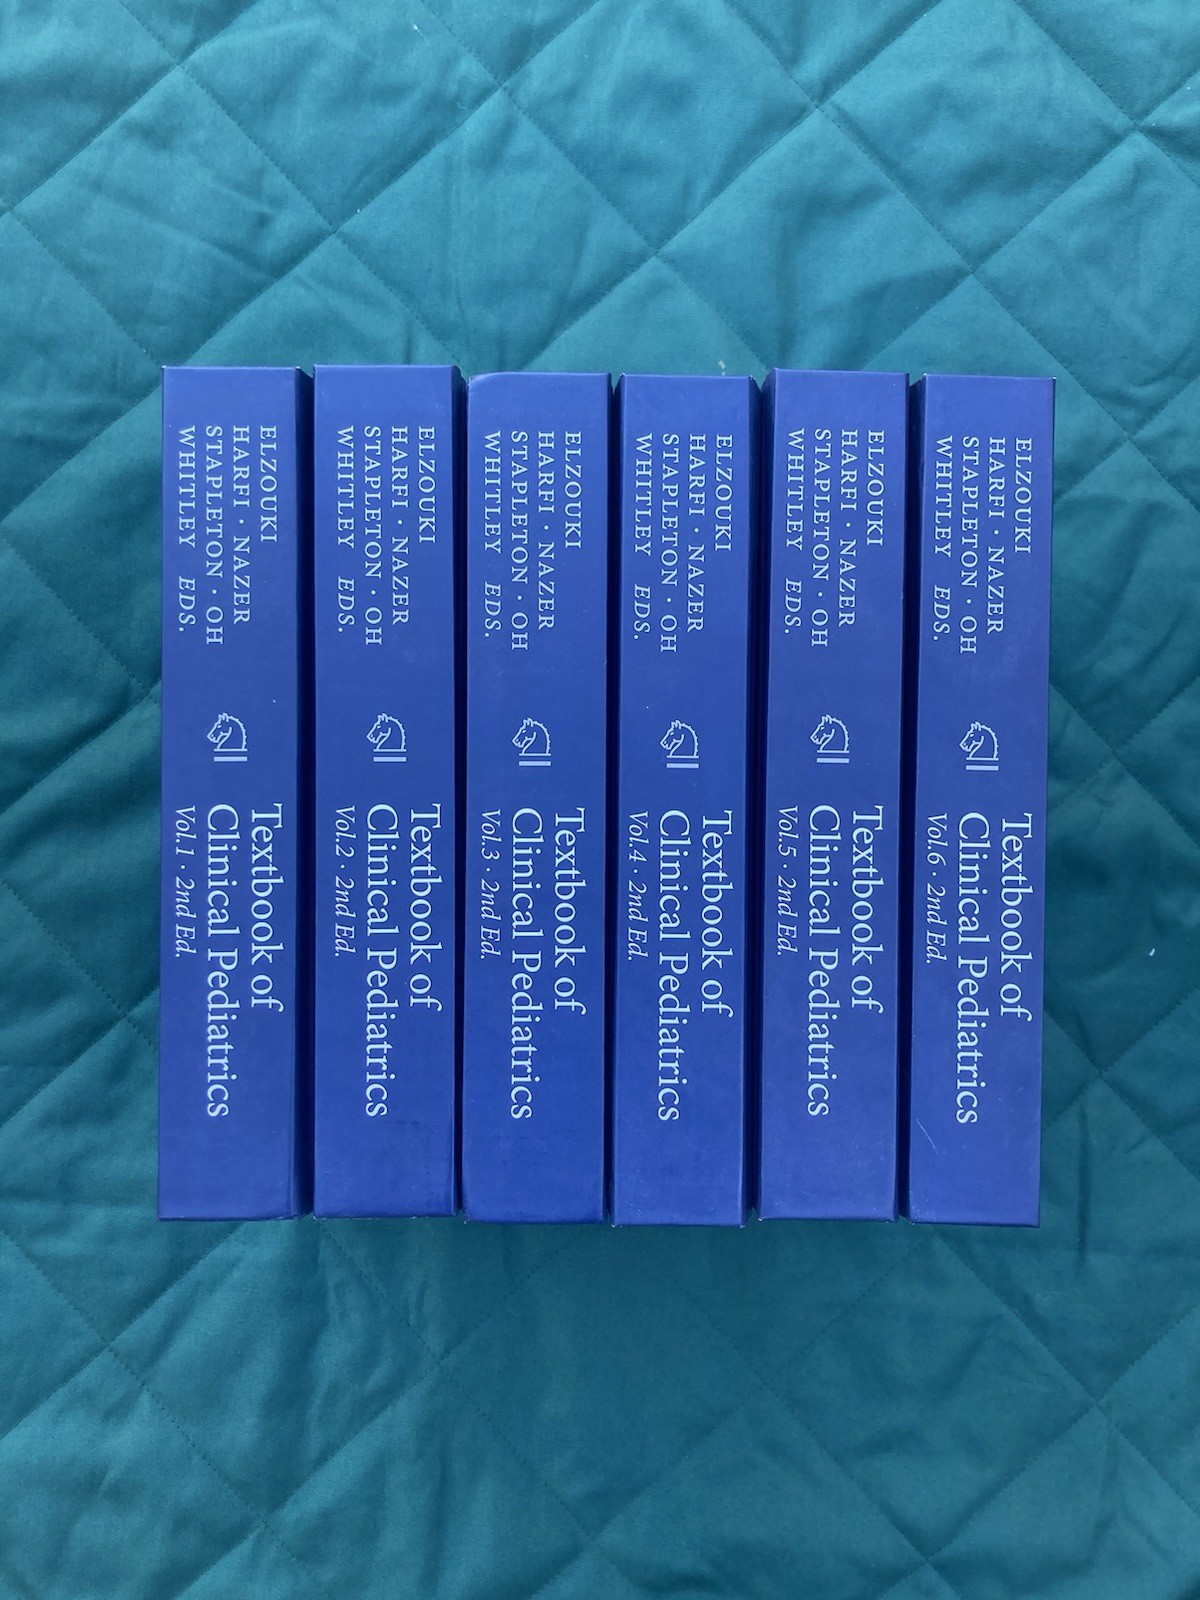 ELZOUKI
HARFI · NAZER
STAPLETON · OH
WHITLEY EDS.
Textbook of
Clinical Pediatrics
Vol.1 · 2nd Ed.
ELZOUKI
HARFI · NAZER
STAPLETON · OH
WHITLEY EDS.
Textbook of
Clinical Pediatrics
Vol.2 · 2nd Ed.
ELZOUKI
HARFI · NAZER
STAPLETON · OH
WHITLEY EDS.
Textbook of
Clinical Pediatrics
Vol.3 · 2nd Ed.
ELZOUKI
HARFI · NAZER
STAPLETON · OH
WHITLEY EDS.
Textbook of
Clinical Pediatrics
Vol.4 · 2nd Ed.
ELZOUKI
HARFI · NAZER
STAPLETON · OH
WHITLEY EDS.
Textbook of
Clinical Pediatrics
Vol.5 · 2nd Ed.
ELZOUKI
HARFI · NAZER
STAPLETON · OH
WHITLEY EDS.
Textbook of
Clinical Pediatrics
Vol.6 · 2nd Ed.